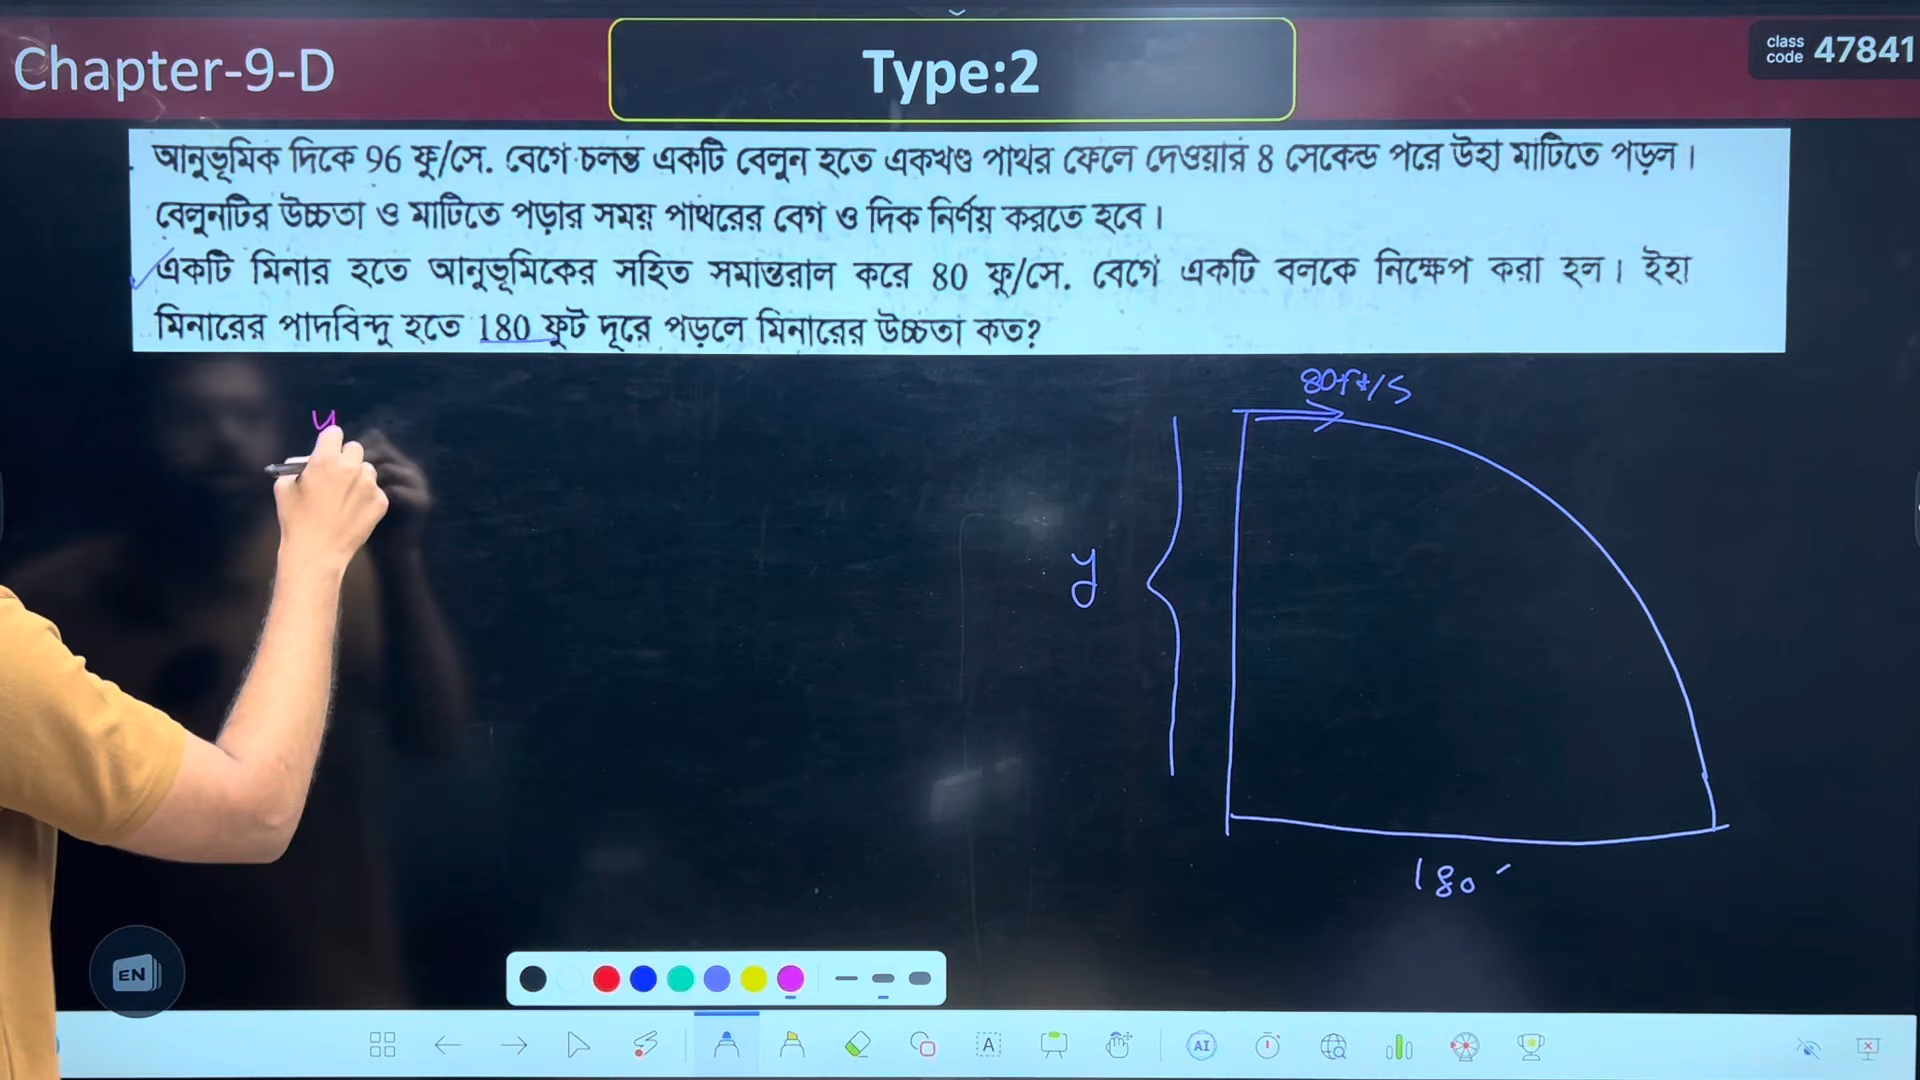 Chapter-9-D
Type:2
class code 47841
আনুভূমিক দিকে 96 ফু/সে. বেগে চলন্ত একটি বেলুন হতে একখণ্ড পাথর ফেলে দেওয়ার 8 সেকেন্ড পরে উহা মাটিতে পড়ল।
বেলুনটির উচ্চতা ও মাটিতে পড়ার সময় পাথরের বেগ ও দিক নির্ণয় করতে হবে।
একটি মিনার হতে আনুভূমিকের সহিত সমান্তরাল করে 80 ফু/সে. বেগে একটি বলকে নিক্ষেপ করা হল। ইহা
মিনারের পাদবিন্দু হতে 180 ফুট দূরে পড়লে মিনারের উচ্চতা কত?
80ft/s
y
y
180
EN
A
AI